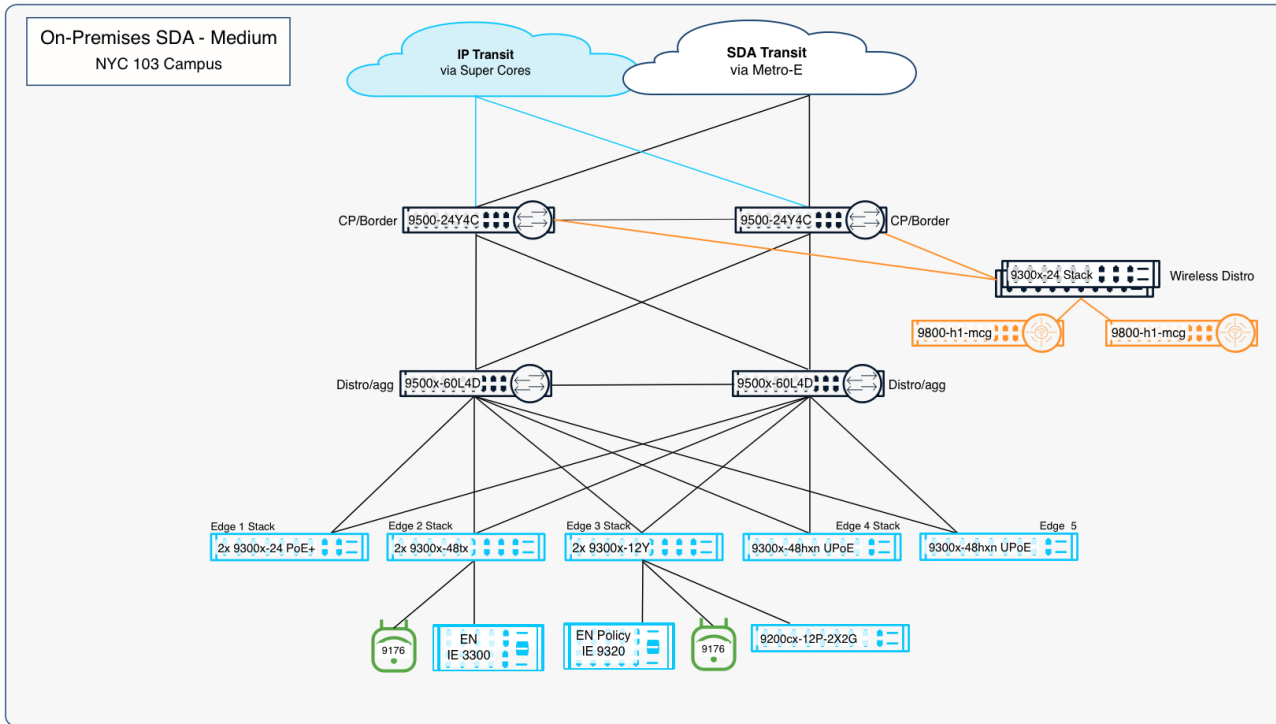 On-Premises SDA - Medium
NYC 103 Campus
IP Transit
via Super Cores
SDA Transit
via Metro-E
CP/Border
9500-24Y4C
9500-24Y4C
CP/Border
9300x-24 Stack
Wireless Distro
9800-h1-mcg
9800-h1-mcg
Distro/agg
9500x-60L4D
9500x-60L4D
Distro/agg
Edge 1 Stack
2x 9300x-24 PoE+
Edge 2 Stack
2x 9300x-48tx
Edge 3 Stack
2x 9300x-12Y
Edge 4 Stack
9300x-48hxn UPoE
Edge 5
9300x-48hxn UPoE
9176
EN
IE 3300
EN Policy
IE 9320
9176
9200cx-12P-2X2G